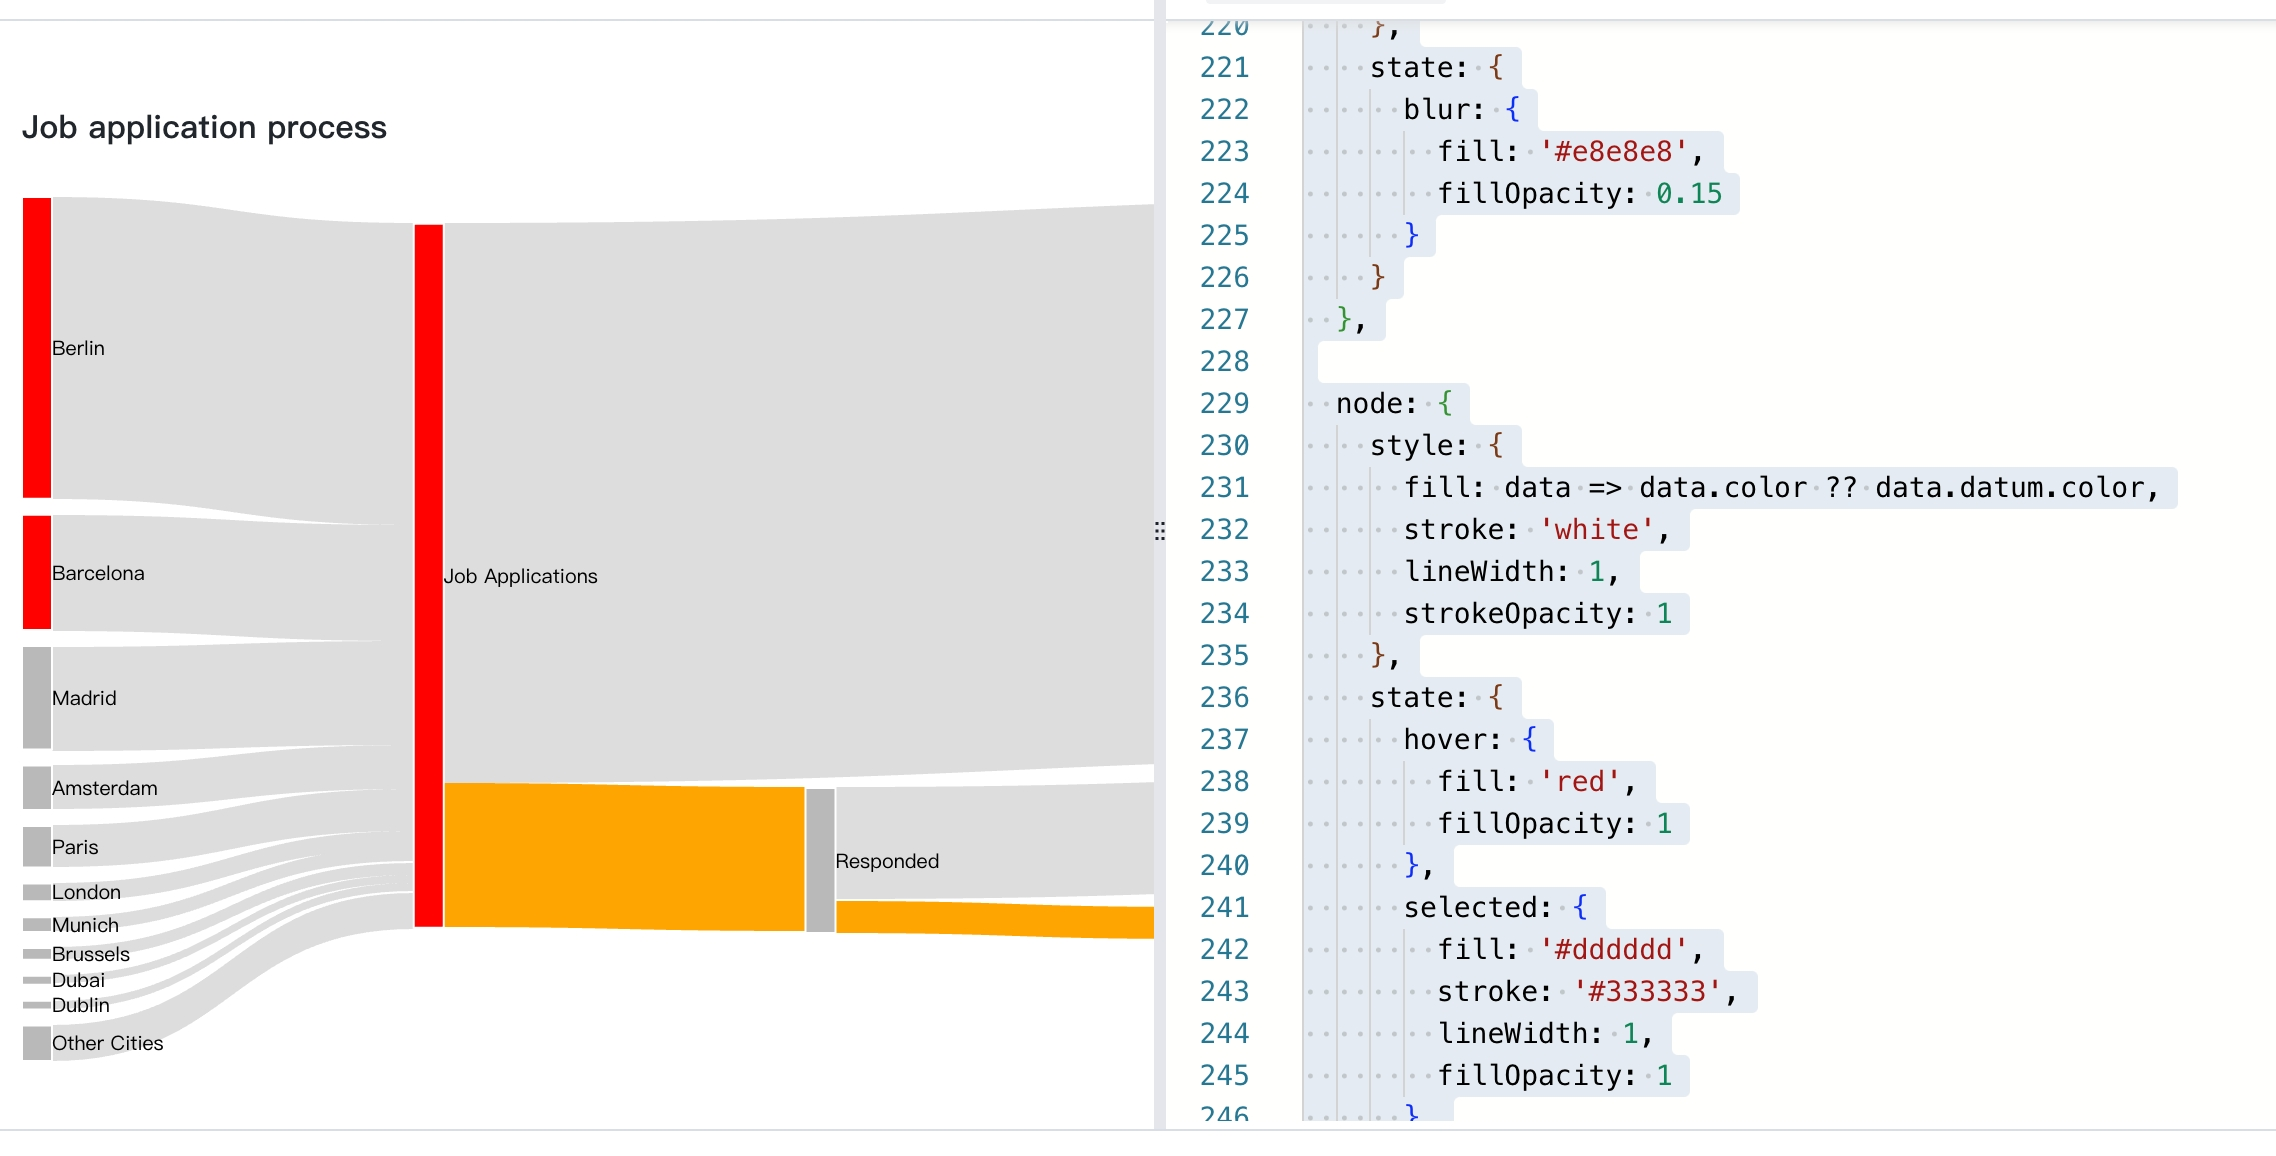 Job application process
Berlin
Barcelona
Job Applications
Madrid
Amsterdam
Paris
Responded
London
Munich
Brussels
Dubai
Dublin
Other Cities
220 },
221 state: {
222 blur: {
223 fill: '#e8e8e8',
224 fillOpacity: 0.15
225 }
226 }
227 },
228
229 node: {
230 style: {
231 fill: data => data.color ?? data.datum.color,
232 stroke: 'white',
233 lineWidth: 1,
234 strokeOpacity: 1
235 },
236 state: {
237 hover: {
238 fill: 'red',
239 fillOpacity: 1
240 },
241 selected: {
242 fill: '#dddddd',
243 stroke: '#333333',
244 lineWidth: 1,
245 fillOpacity: 1
246 }